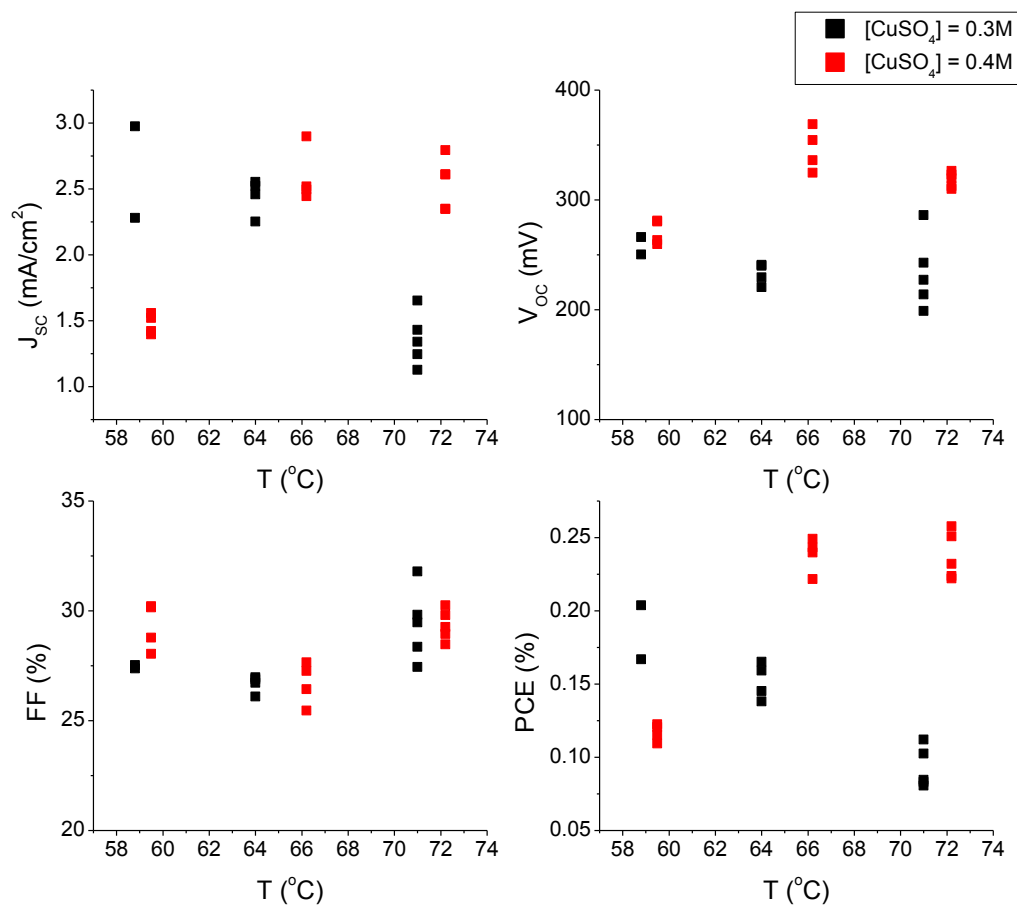 [CuSO4] = 0.3M
[CuSO4] = 0.4M
3.0
2.5
2.0
1.5
1.0
JSC (mA/cm2)
58 60 62 64 66 68 70 72 74
T (oC)
400
300
200
100
VOC (mV)
58 60 62 64 66 68 70 72 74
T (oC)
35
30
25
20
FF (%)
58 60 62 64 66 68 70 72 74
T (oC)
0.25
0.20
0.15
0.10
0.05
PCE (%)
58 60 62 64 66 68 70 72 74
T (oC)